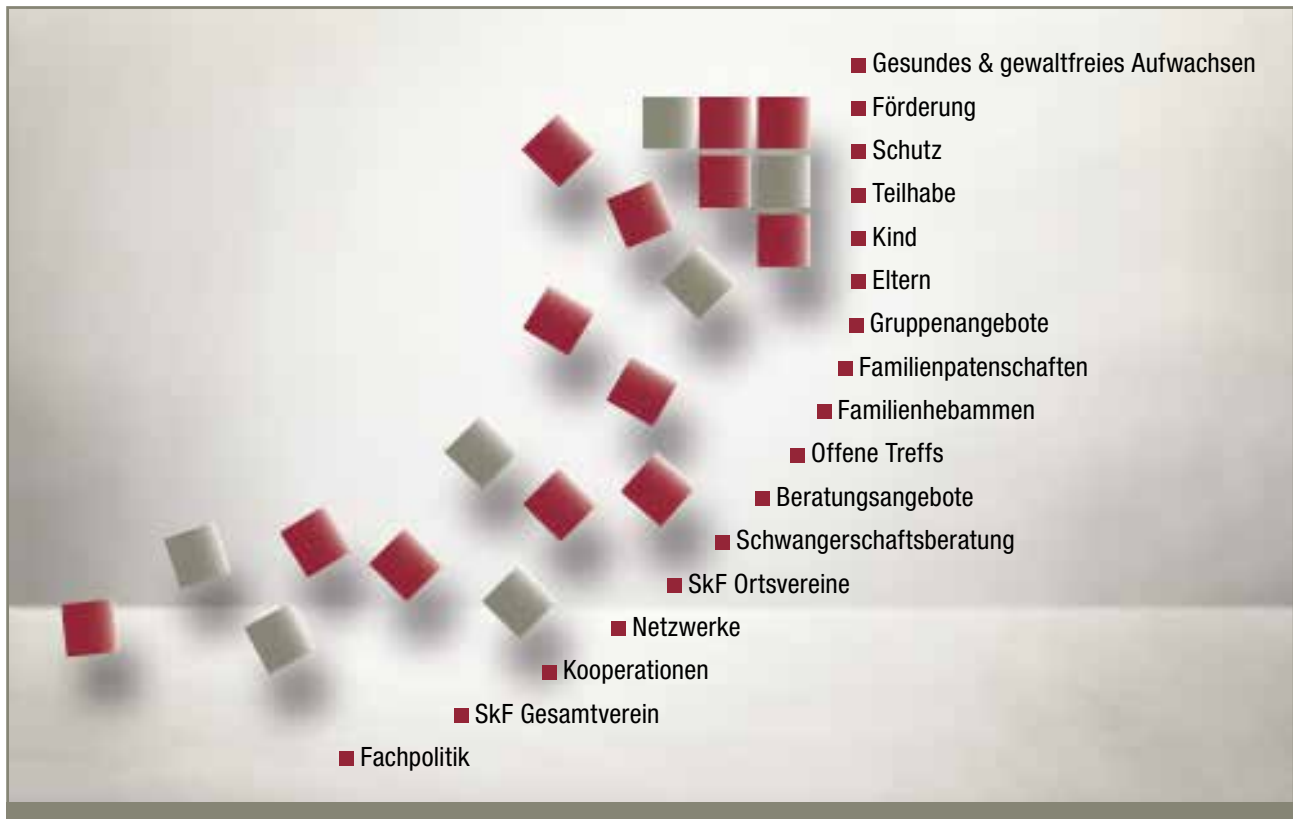 Gesundes & gewaltfreies Aufwachsen
Förderung
Schutz
Teilhabe
Kind
Eltern
Gruppenangebote
Familienpatenschaften
Familienhebammen
Offene Treffs
Beratungsangebote
Schwangerschaftsberatung
SkF Ortsvereine
Netzwerke
Kooperationen
SkF Gesamtverein
Fachpolitik